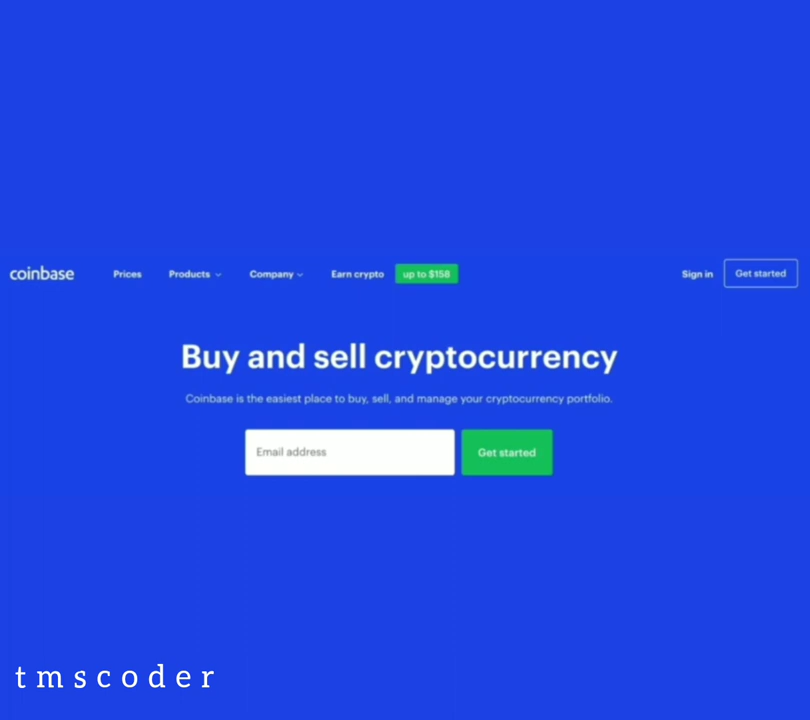 coinbase Prices Products Company Earn crypto up to $158 Sign in Get started
Buy and sell cryptocurrency
Coinbase is the easiest place to buy, sell, and manage your cryptocurrency portfolio.
Email address Get started
tmscoder